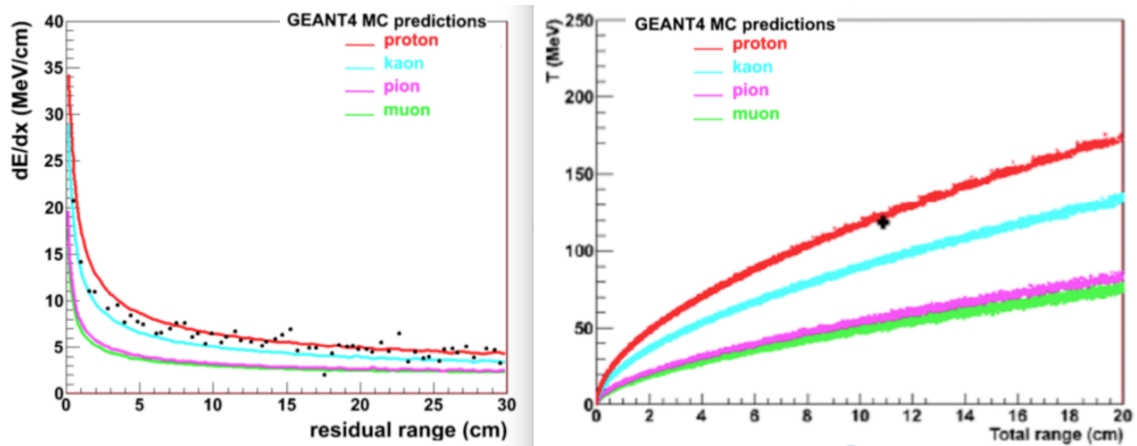 GEANT4 MC predictions
proton
kaon
pion
muon
dE/dx (MeV/cm)
40
35
30
25
20
15
10
5
0
0 5 10 15 20 25 30
residual range (cm)
GEANT4 MC predictions
proton
kaon
pion
muon
T (MeV)
250
200
150
100
50
0
0 2 4 6 8 10 12 14 16 18 20
Total range (cm)